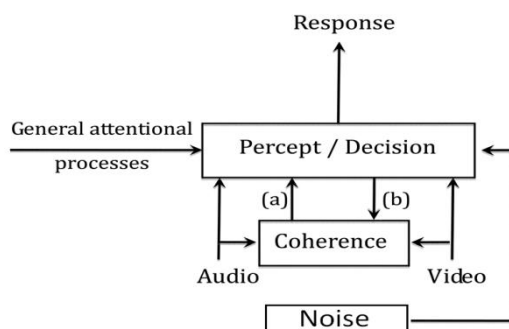 Response
General attentional
processes
Percept / Decision
(a) (b)
Coherence
Audio Video
Noise